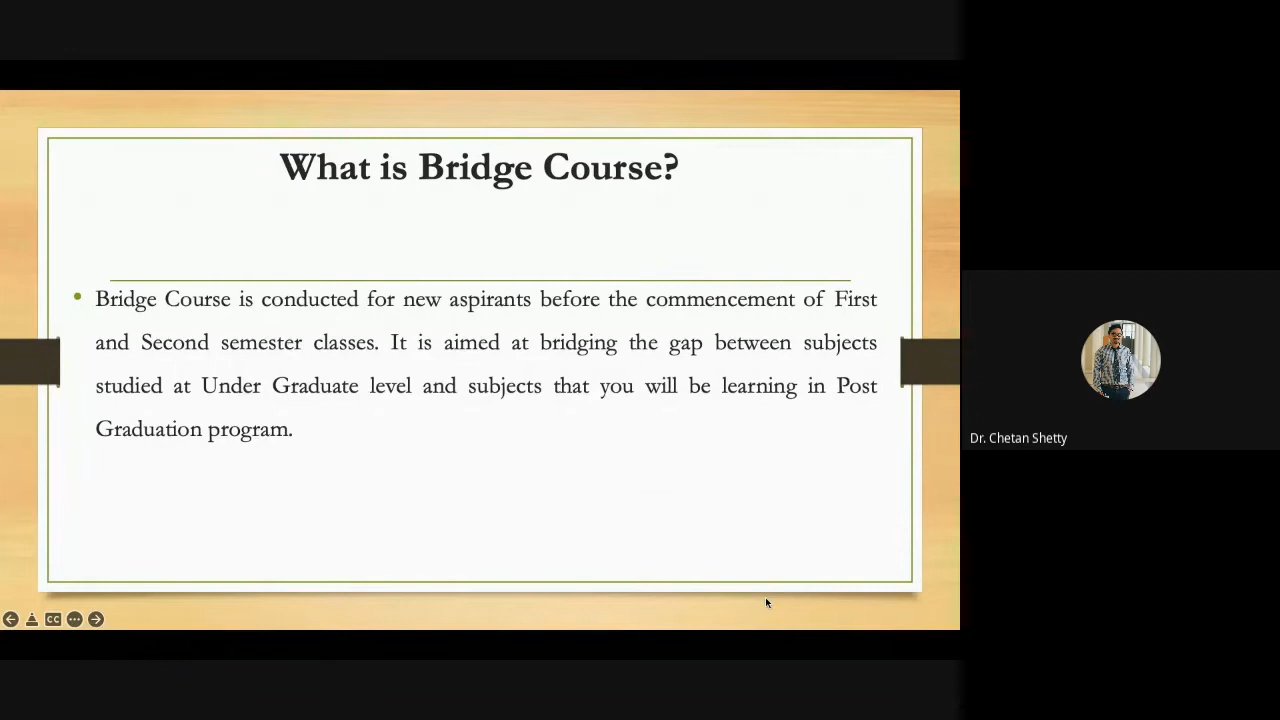 What is Bridge Course?
• Bridge Course is conducted for new aspirants before the commencement of First
and Second semester classes. It is aimed at bridging the gap between subjects
studied at Under Graduate level and subjects that you will be learning in Post
Graduation program.
Dr. Chetan Shetty
CC